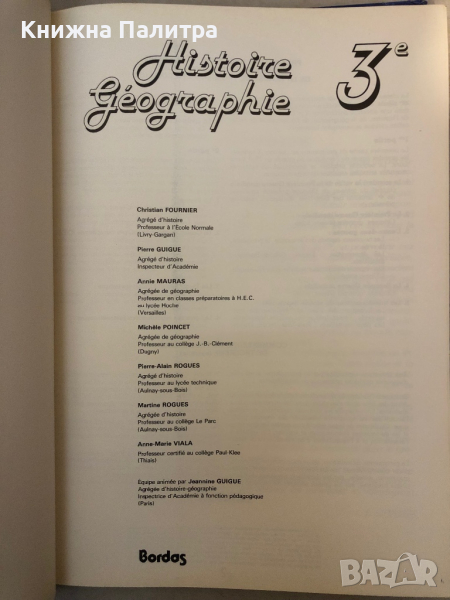 Книжна Палитра
Histoire
Géographie
3e
Christian FOURNIER
Agrégé d'histoire
Professeur à l'Ecole Normale
(Livry-Gargan)
Pierre GUIGUE
Agrégé d'histoire
Inspecteur d'Académie
Annie MAURAS
Agrégée de géographie
Professeur en classes préparatoires à H.E.C.
au lycée Hoche
(Versailles)
Michèle POINCET
Agrégée de géographie
Professeur au collège J.-B.-Clément
(Dugny)
Pierre-Alain ROGUES
Agrégé d'histoire
Professeur au lycée technique
(Aulnay-sous-Bois)
Martine ROGUES
Agrégée d'histoire
Professeur au collège Le Parc
(Aulnay-sous-Bois)
Anne-Marie VIALA
Professeur certifié au collège Paul-Klee
(Thiais)
Equipe animée par Jeannine GUIGUE
Agrégée d'histoire-géographie
Inspectrice d'Académie à fonction pédagogique
(Paris)
Bordas
BAZAR
.bg